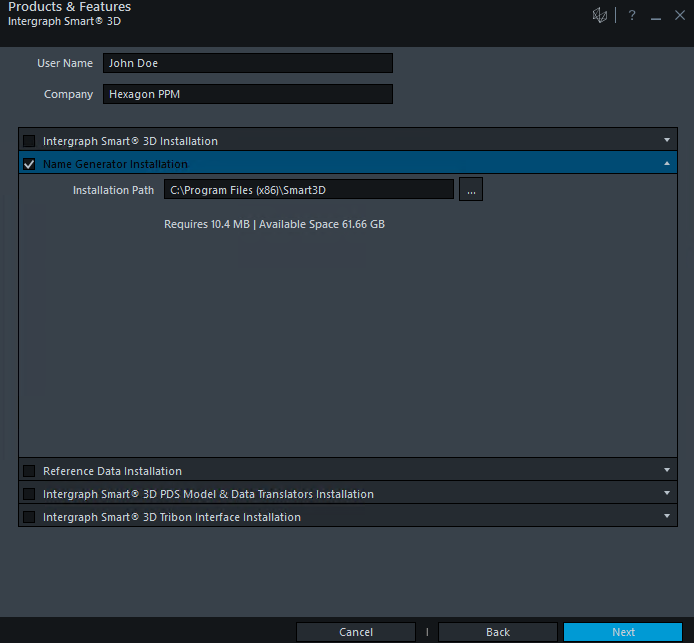 Products & Features
Intergraph Smart® 3D
?
User Name John Doe
Company Hexagon PPM
Intergraph Smart® 3D Installation
Name Generator Installation
Installation Path C:\Program Files (x86)\Smart3D ...
Requires 10.4 MB | Available Space 61.66 GB
Reference Data Installation
Intergraph Smart® 3D PDS Model & Data Translators Installation
Intergraph Smart® 3D Tribon Interface Installation
Cancel | Back Next